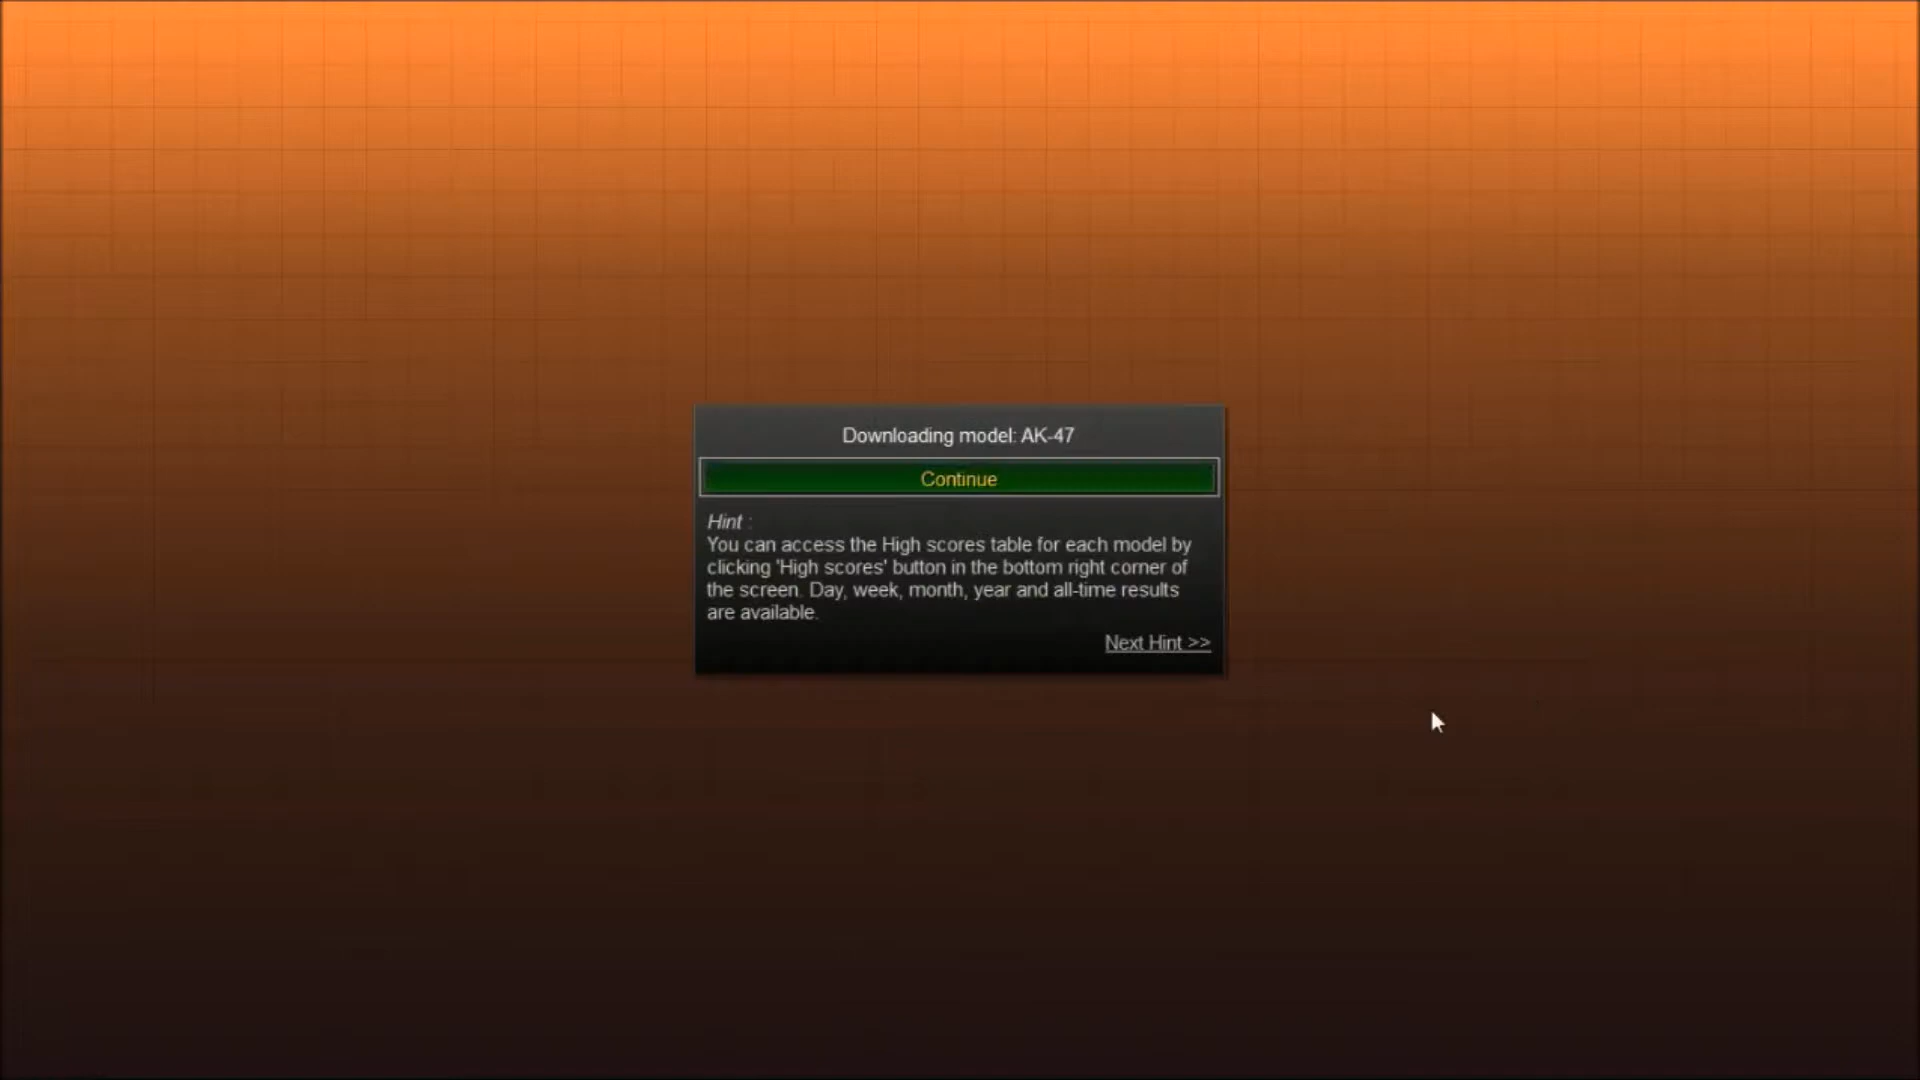 Downloading model: AK-47
Continue
Hint :
You can access the High scores table for each model by
clicking 'High scores' button in the bottom right corner of
the screen. Day, week, month, year and all-time results
are available.
Next Hint >>